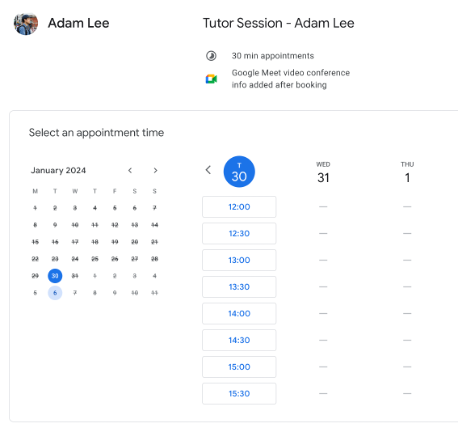 Adam Lee
Tutor Session - Adam Lee
30 min appointments
Google Meet video conference
info added after booking
Select an appointment time
January 2024
M T W T F S S
1 2 3 4 5 6 7
8 9 10 11 12 13 14
15 16 17 18 19 20 21
22 23 24 25 26 27 28
29 30 31 1 2 3 4
5 6 7 8 9 10 11
T WED THU
30 31 1
12:00 — —
12:30 — —
13:00 — —
13:30 — —
14:00 — —
14:30 — —
15:00 — —
15:30 — —